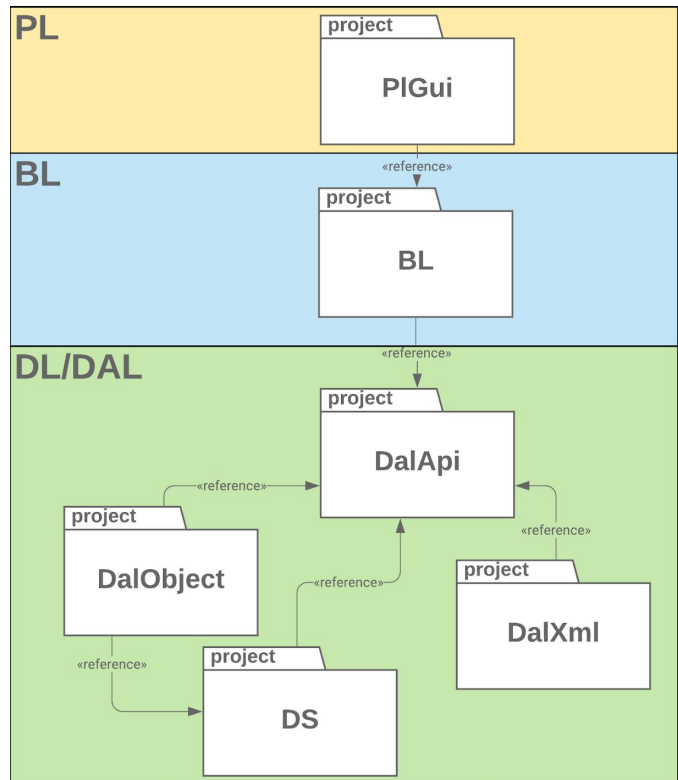 PL
project
PlGui
«reference»
BL
project
BL
«reference»
DL/DAL
project
DalApi
«reference»
project
DalObject
«reference»
project
DalXml
«reference»
«reference»
project
DS